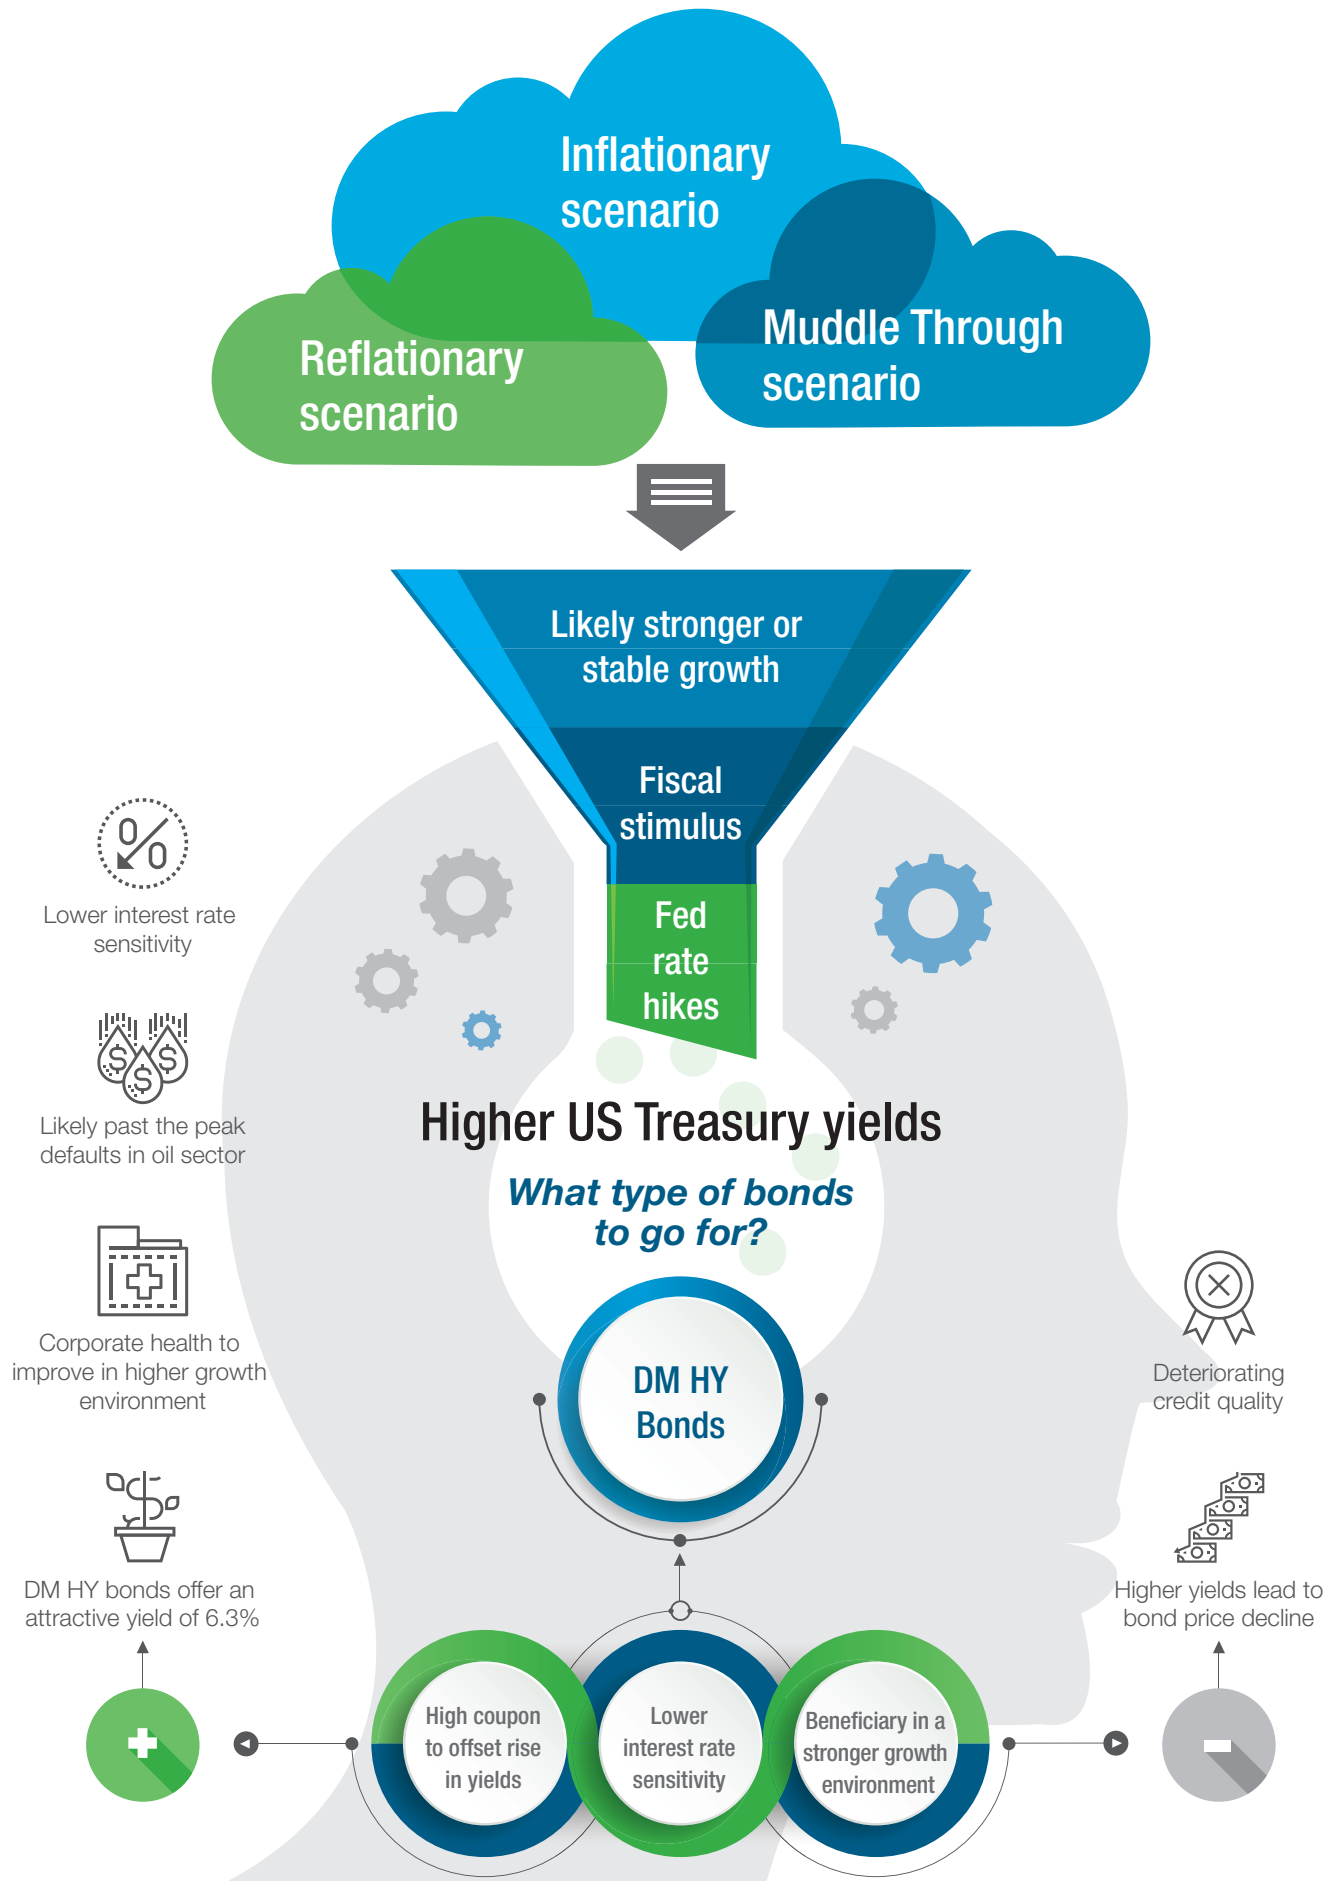 Inflationary
scenario
Reflationary
scenario
Muddle Through
scenario
Likely stronger or
stable growth
Fiscal
stimulus
Fed
rate
hikes
Higher US Treasury yields
What type of bonds
to go for?
DM HY
Bonds
Lower interest rate
sensitivity
Likely past the peak
defaults in oil sector
Corporate health to
improve in higher growth
environment
DM HY bonds offer an
attractive yield of 6.3%
High coupon
to offset rise
in yields
Lower
interest rate
sensitivity
Beneficiary in a
stronger growth
environment
Deteriorating
credit quality
Higher yields lead to
bond price decline